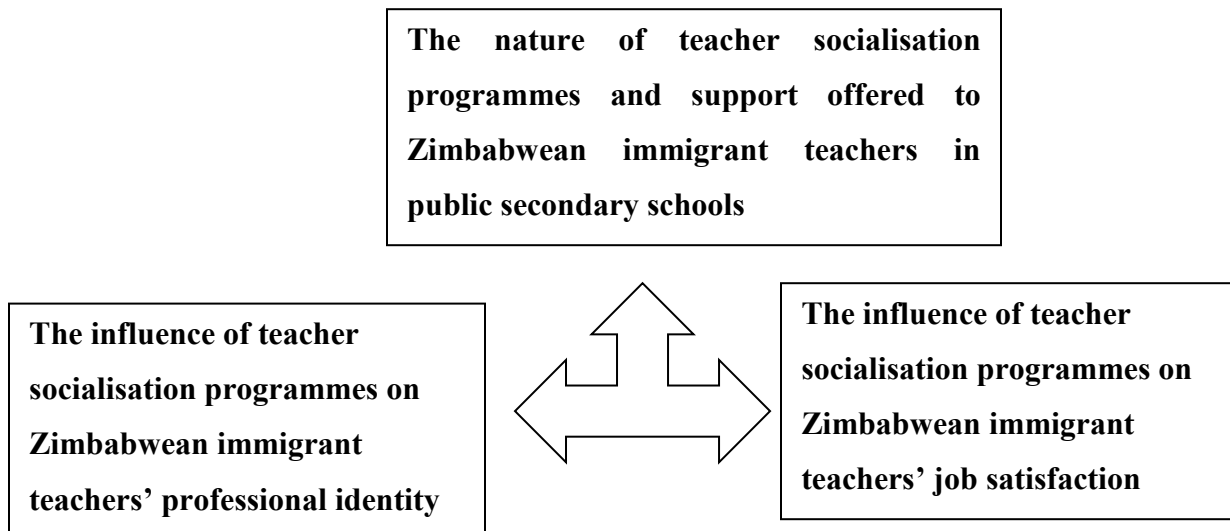 The nature of teacher socialisation
programmes and support offered to
Zimbabwean immigrant teachers in
public secondary schools
The influence of teacher
socialisation programmes on
Zimbabwean immigrant
teachers’ professional identity
The influence of teacher
socialisation programmes on
Zimbabwean immigrant
teachers’ job satisfaction